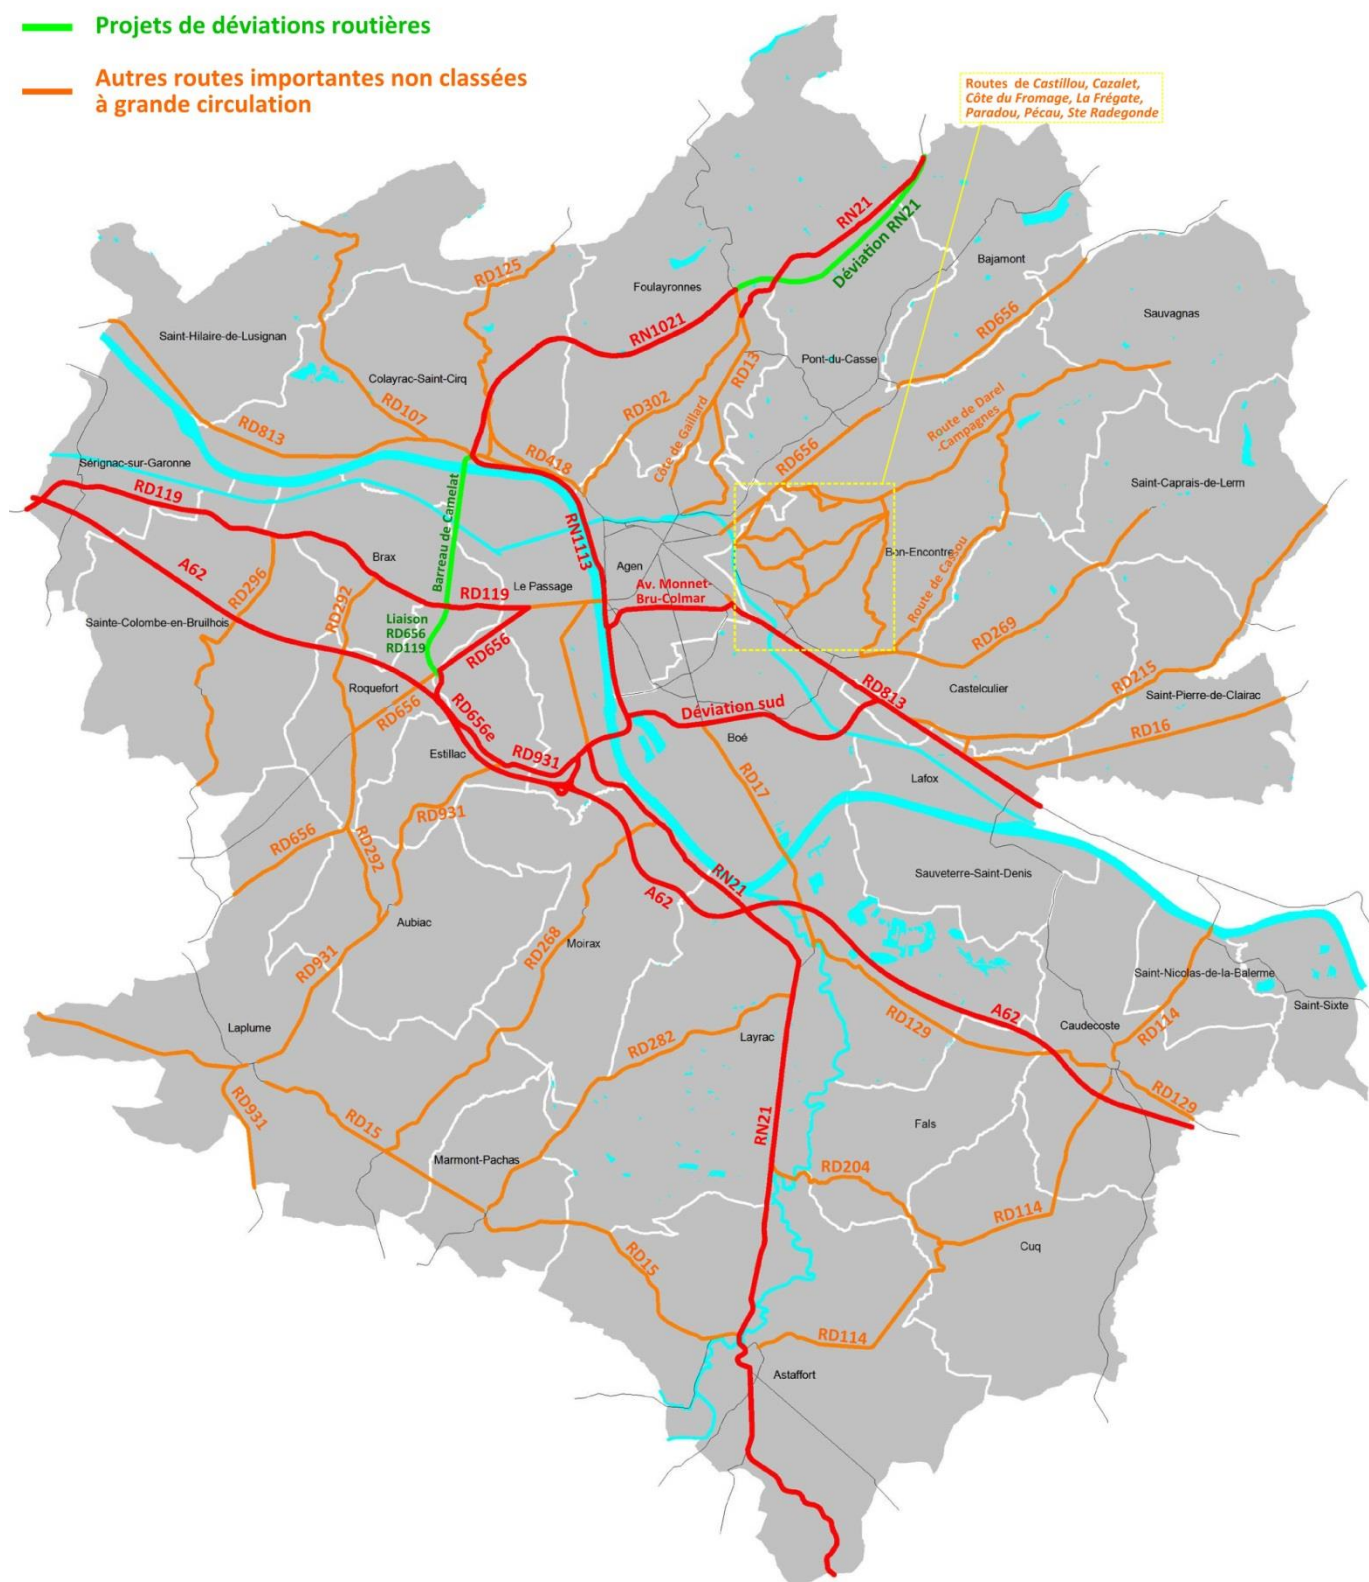 Projets de déviations routières
Autres routes importantes non classées
à grande circulation
Routes de Castillou, Cazalet,
Côte du Fromage, La Frégate,
Paradou, Pécau, Ste Radegonde
RN21
Déviation RN21
Bajamont
RD125
Foulayronnes
Sauvagnas
RD656
RN1021
Saint-Hilaire-de-Lusignan
Pont-du-Casse
RD13
Colayrac-Saint-Cirq
RD302
RD107
Côte de Gaillard
Route de Darel
-Campagnes
RD813
RD418
RD656
Sérignac-sur-Garonne
Saint-Caprais-de-Lerm
RD119
Barreau de Camelat
RN1113
Brax
Bon-Encontre
A62
Agen
Le Passage
RD296
RD292
RD119
Av. Monnet-
Bru-Colmar
Route de Cassou
Sainte-Colombe-en-Bruilhois
Liaison
RD656
RD119
RD269
RD656
RD215
Roquefort
Castelculier
RD813
Saint-Pierre-de-Clairac
RD656
RD656e
Déviation sud
RD16
Boé
Estillac
RD931
Lafox
RD17
RD931
RD656
RD292
Sauveterre-Saint-Denis
RN21
A62
Aubiac
RD268
Moirax
RD931
Saint-Nicolas-de-la-Balerme
Saint-Sixte
A62
Laplume
Caudecoste
RD114
RD129
Layrac
RD282
RD129
RD931
RD15
RN21
Fals
Marmont-Pachas
RD204
RD114
Cuq
RD15
RD114
Astaffort